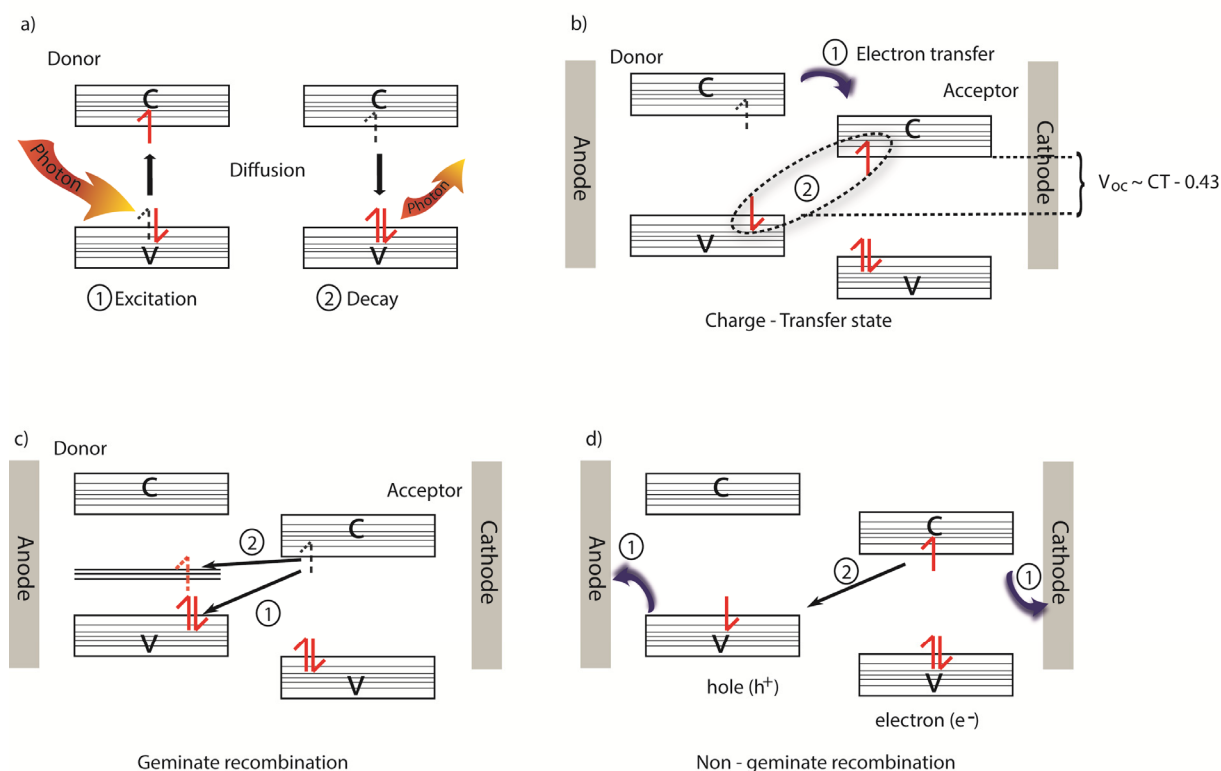 a)
Donor
C
C
Photon
Diffusion
Photon
V
V
① Excitation
② Decay
b)
Donor
① Electron transfer
C
Acceptor
C
Anode
Cathode
②
Voc ~ CT - 0.43
V
V
Charge - Transfer state
c)
Donor
C
Acceptor
C
Anode
Cathode
②
①
V
V
Geminate recombination
d)
C
C
Anode
Cathode
①
②
①
V
V
hole (h⁺)
electron (e⁻)
Non - geminate recombination